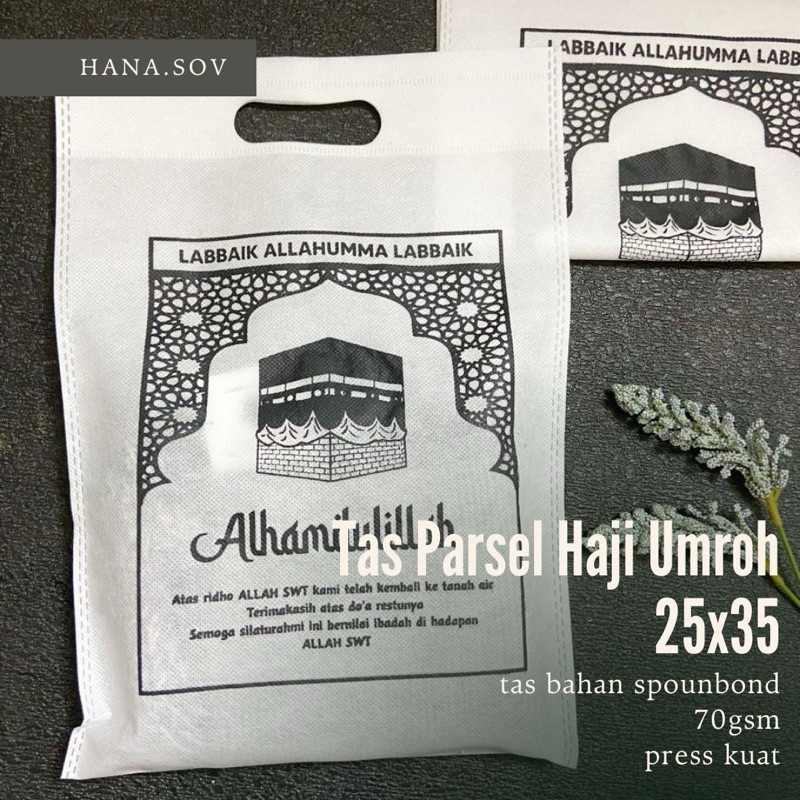 HANA.SOV
LABBAIK ALLAHUMMA LABB
LABBAIK ALLAHUMMA LABBAIK
Alhamdulillah
Atas ridho ALLAH SWT kami telah kembali ke tanah air
Terimakasih atas do'a restunya
Semoga silaturahmi ini bernilai ibadah di hadapan
ALLAH SWT
Tas Parsel Haji Umroh
25x35
tas bahan spounbond
70gsm
press kuat